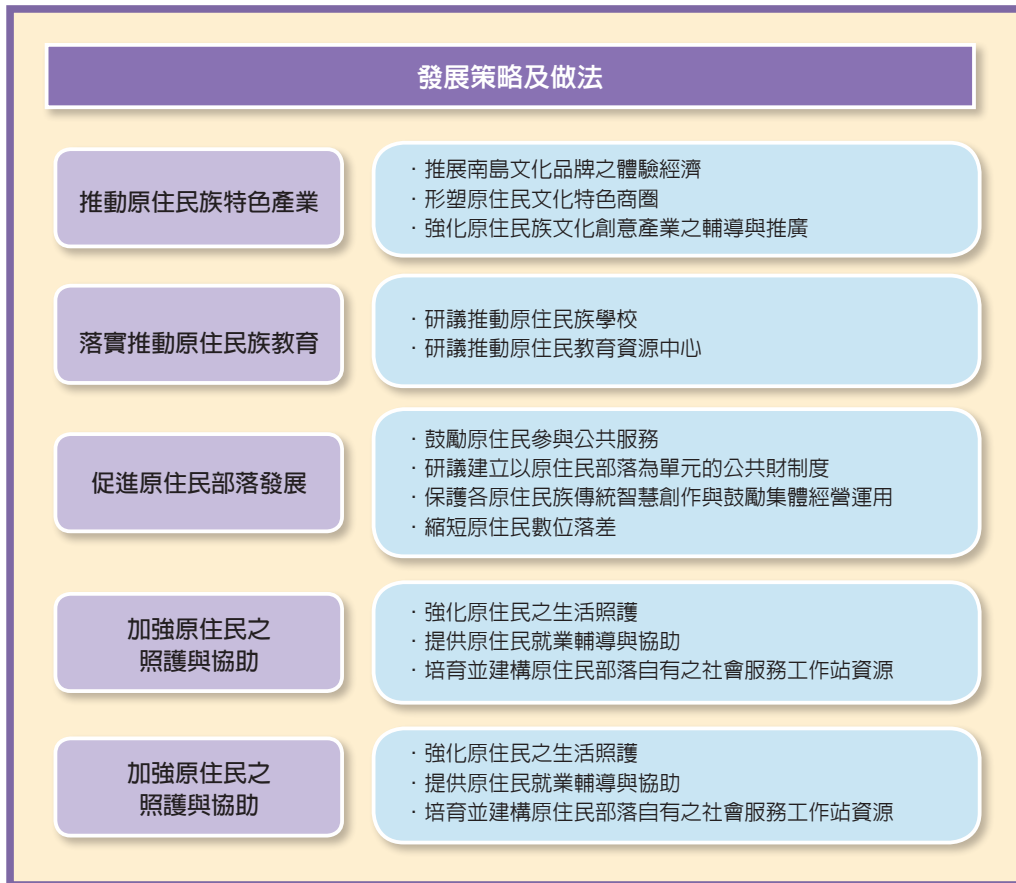 發展策略及做法
推動原住民族特色產業
·推展南島文化品牌之體驗經濟
·形塑原住民文化特色商圈
·強化原住民族文化創意產業之輔導與推廣
落實推動原住民族教育
·研議推動原住民族學校
·研議推動原住民教育資源中心
促進原住民部落發展
·鼓勵原住民參與公共服務
·研議建立以原住民部落為單元的公共財制度
·保護各原住民族傳統智慧創作與鼓勵集體經營運用
·縮短原住民數位落差
加強原住民之
照護與協助
·強化原住民之生活照護
·提供原住民就業輔導與協助
·培育並建構原住民部落自有之社會服務工作站資源
加強原住民之
照護與協助
·強化原住民之生活照護
·提供原住民就業輔導與協助
·培育並建構原住民部落自有之社會服務工作站資源